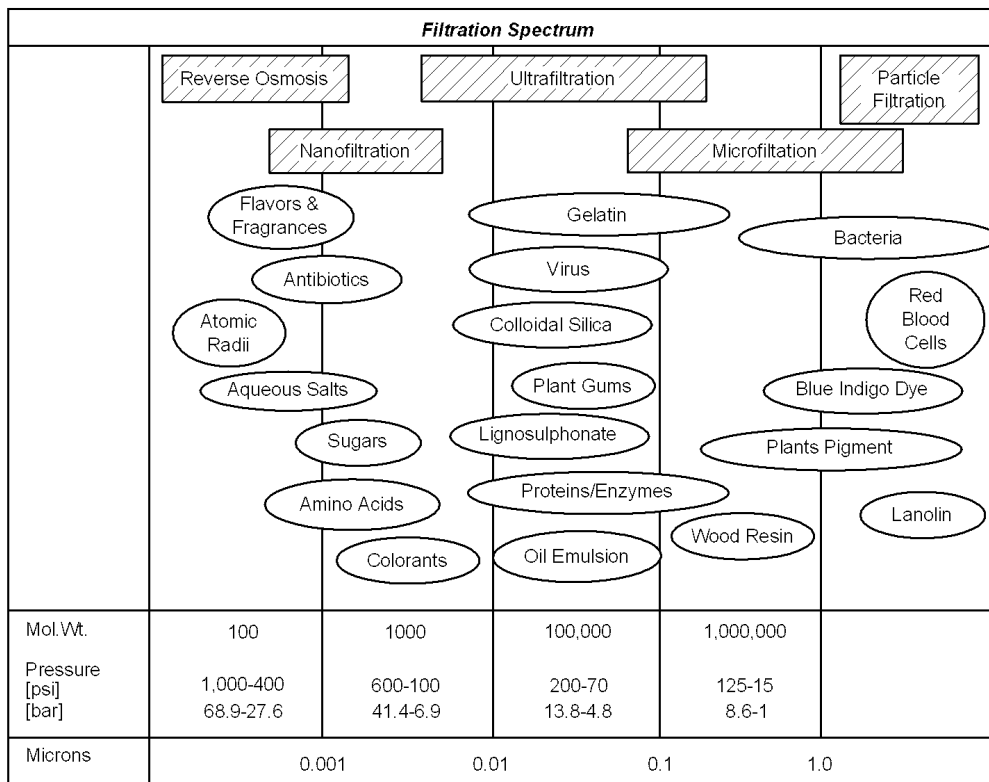 Filtration Spectrum
Reverse Osmosis
Ultrafiltration
Particle
Filtration
Nanofiltration
Microfiltation
Flavors &
Fragrances
Gelatin
Bacteria
Antibiotics
Virus
Atomic
Radii
Colloidal Silica
Red
Blood
Cells
Aqueous Salts
Plant Gums
Blue Indigo Dye
Sugars
Lignosulphonate
Plants Pigment
Amino Acids
Proteins/Enzymes
Lanolin
Colorants
Oil Emulsion
Wood Resin
Mol.Wt. 100 1000 100,000 1,000,000
Pressure
[psi] 1,000-400 600-100 200-70 125-15
[bar] 68.9-27.6 41.4-6.9 13.8-4.8 8.6-1
Microns 0.001 0.01 0.1 1.0